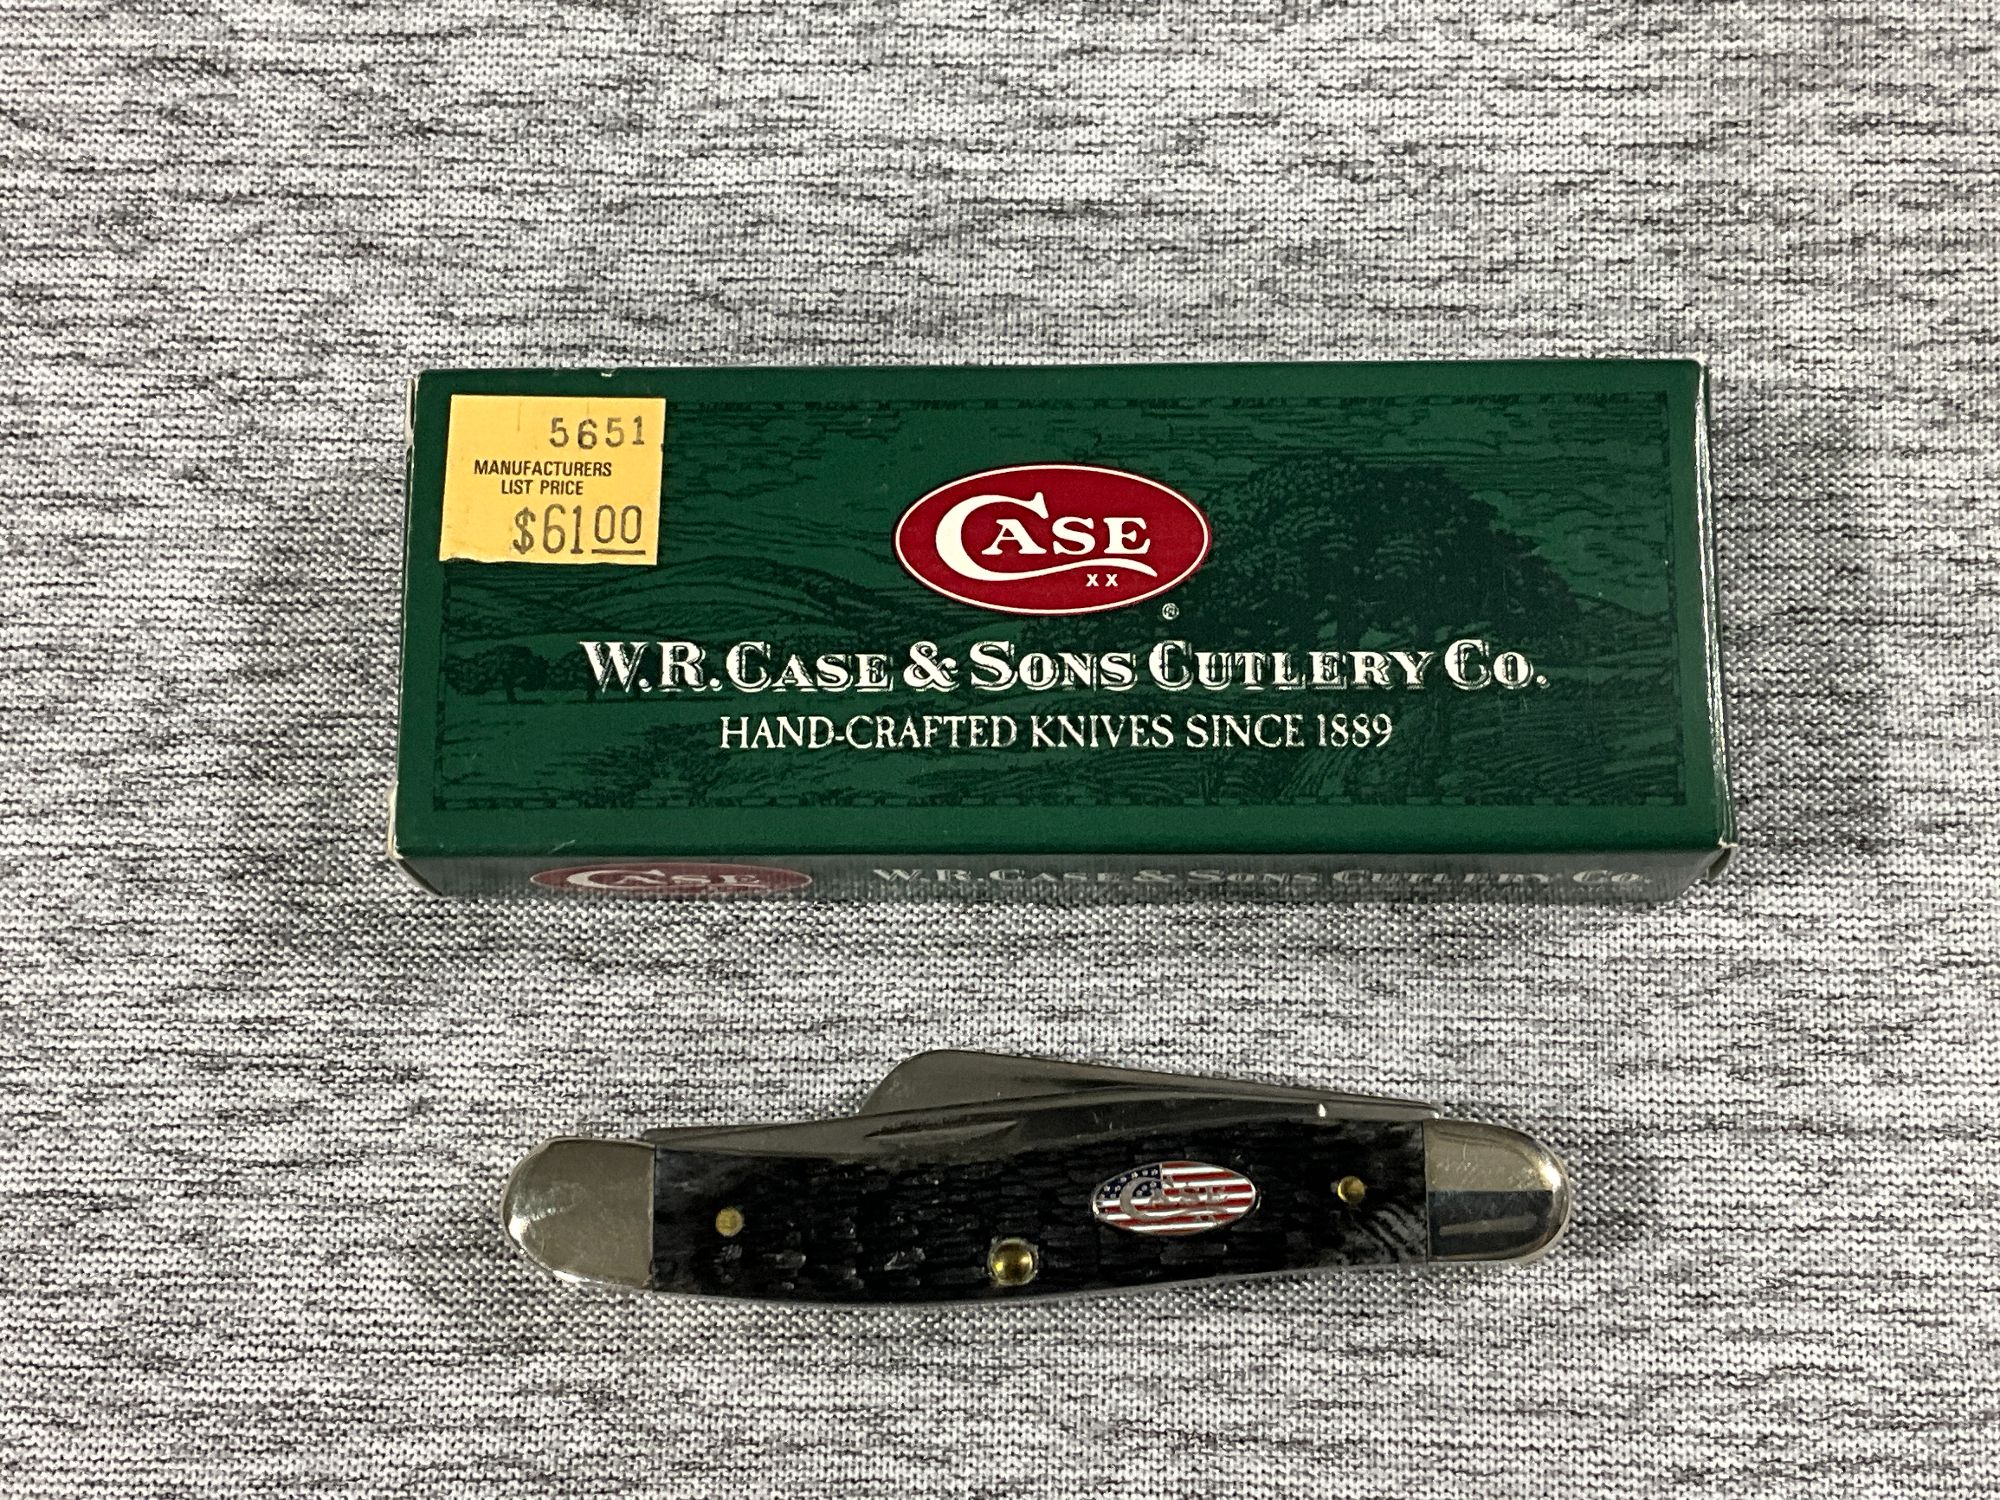 5651
MANUFACTURERS
LIST PRICE
$61.00
CASE
XX
®
W.R. CASE & SONS CUTLERY CO.
HAND-CRAFTED KNIVES SINCE 1889
CASE
W.R. CASE & SONS CUTLERY CO.
CASE